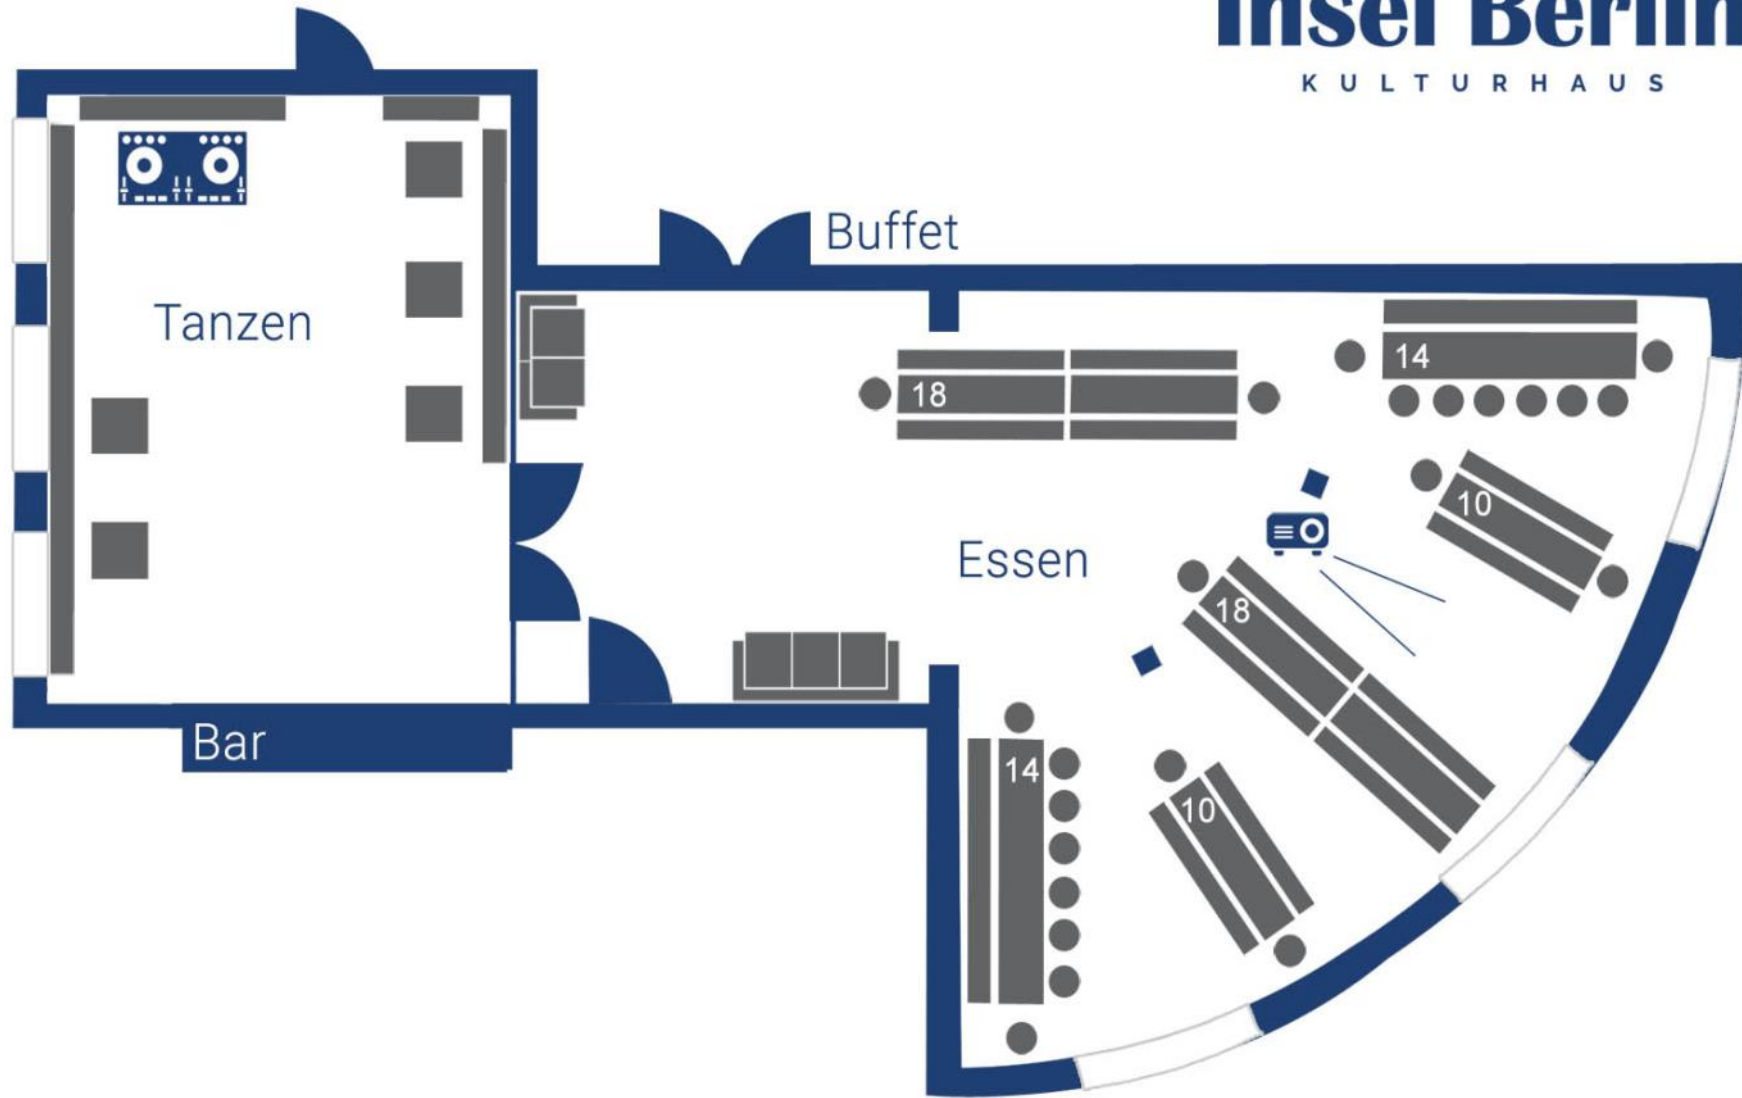 Insel Berlin
KULTURHAUS
Buffet
Tanzen
14
18
10
Essen
18
Bar
14
10